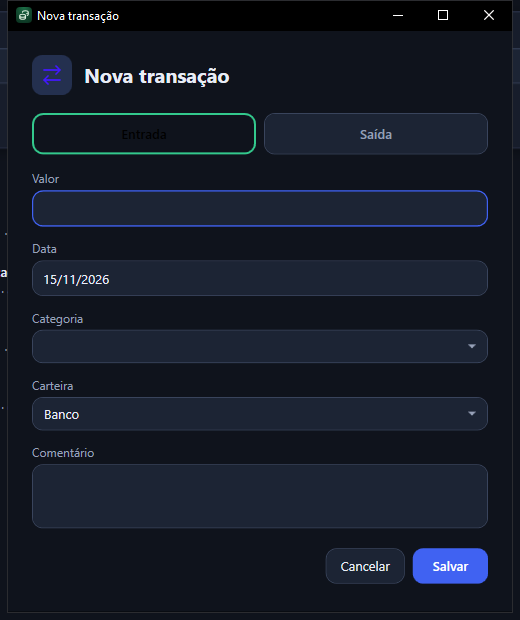 Nova transação
Nova transação
Entrada
Saída
Valor
Data
15/11/2026
Categoria
Carteira
Banco
Comentário
Cancelar
Salvar